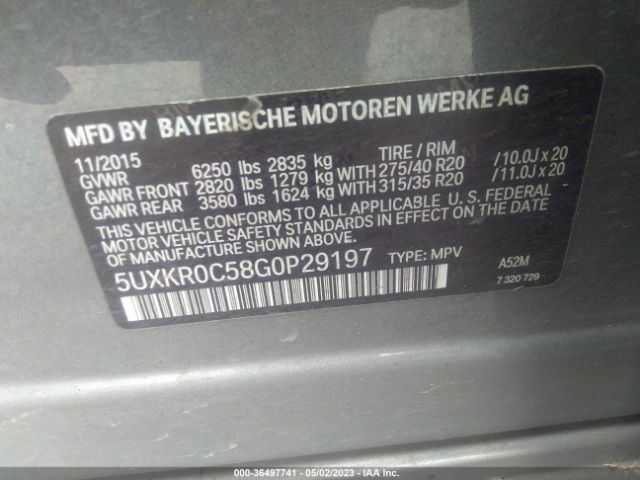 MFD BY BAYERISCHE MOTOREN WERKE AG
11/2015 TIRE / RIM
GVWR 6250 lbs 2835 kg
GAWR FRONT 2820 lbs 1279 kg WITH 275/40 R20 /10.0J x 20
GAWR REAR 3580 lbs 1624 kg WITH 315/35 R20 /11.0J x 20
THIS VEHICLE CONFORMS TO ALL APPLICABLE U. S. FEDERAL
MOTOR VEHICLE SAFETY STANDARDS IN EFFECT ON THE
DATE OF MANUFACTURE SHOWN ABOVE.
5UXKR0C58G0P29197 TYPE: MPV A52M
7 320 729
000-36497741 - 05/02/2023 - IAAI.com